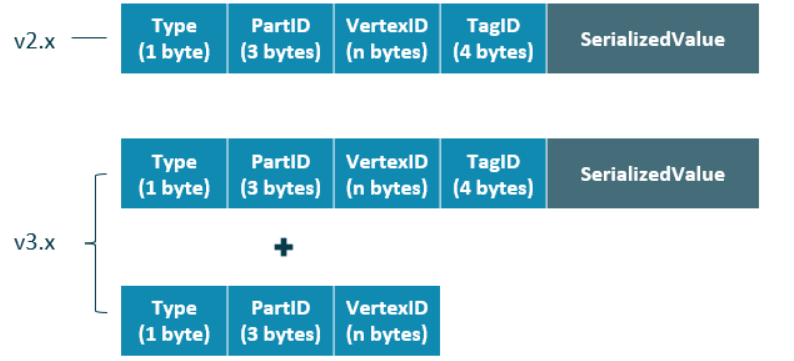 v2.x
Type PartID VertexID TagID SerializedValue
(1 byte) (3 bytes) (n bytes) (4 bytes)
v3.x
Type PartID VertexID TagID SerializedValue
(1 byte) (3 bytes) (n bytes) (4 bytes)
+
Type PartID VertexID
(1 byte) (3 bytes) (n bytes)